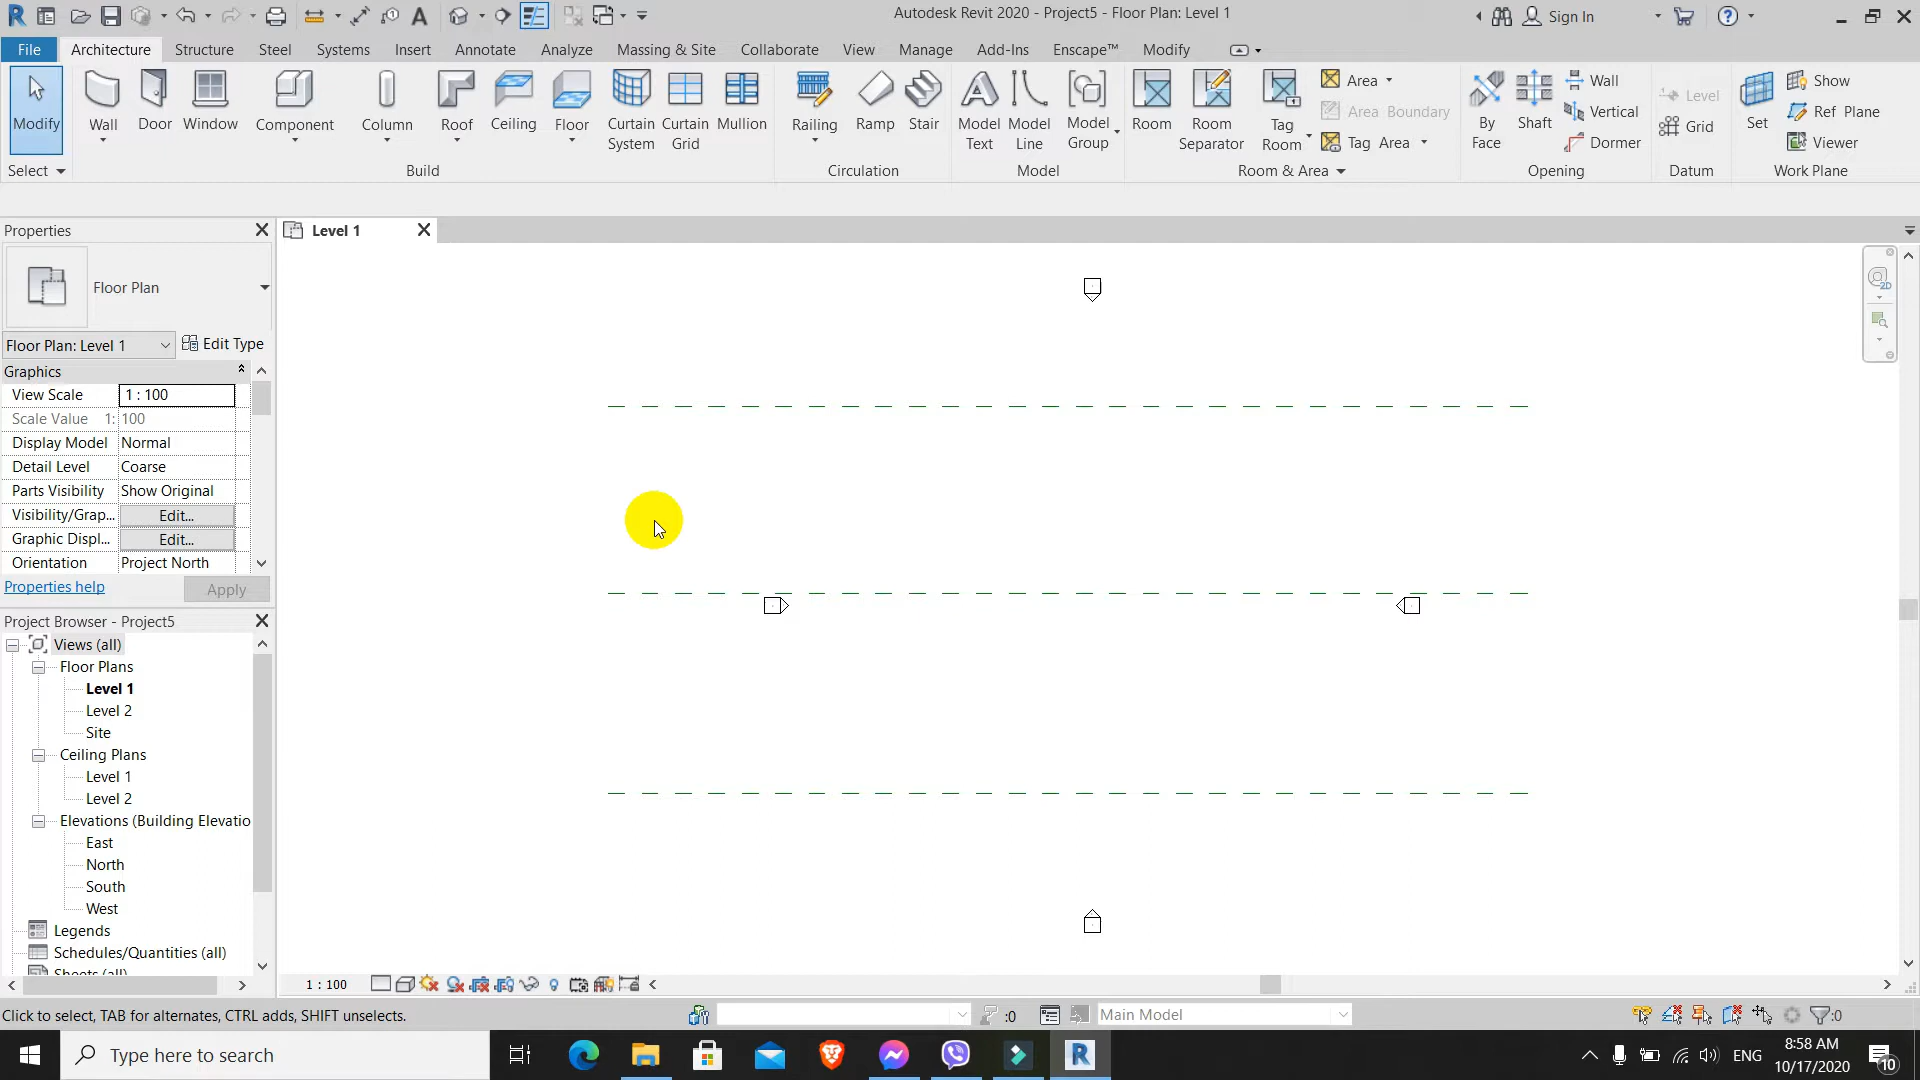 Autodesk Revit 2020 - Project5 - Floor Plan: Level 1
Sign In
File Architecture Structure Steel Systems Insert Annotate Analyze Massing & Site Collaborate View Manage Add-Ins Enscape™ Modify
Modify
Wall
Door
Window
Component
Column
Roof
Ceiling
Floor
Curtain System
Curtain Grid
Mullion
Railing
Ramp
Stair
Model Text
Model Line
Model Group
Room
Room Separator
Tag Room
Area
Area Boundary
Tag Area
By Face
Shaft
Wall
Vertical
Dormer
Level
Grid
Set
Show
Ref Plane
Viewer
Select Build Circulation Model Room & Area Opening Datum Work Plane
Properties
Level 1
Floor Plan
Floor Plan: Level 1 Edit Type
Graphics
View Scale 1 : 100
Scale Value 1: 100
Display Model Normal
Detail Level Coarse
Parts Visibility Show Original
Visibility/Grap... Edit...
Graphic Displ... Edit...
Orientation Project North
Properties help Apply
Project Browser - Project5
Views (all)
Floor Plans
Level 1
Level 2
Site
Ceiling Plans
Level 1
Level 2
Elevations (Building Elevatio
East
North
South
West
Legends
Schedules/Quantities (all)
Sheets (all)
2D
1 : 100
Click to select, TAB for alternates, CTRL adds, SHIFT unselects.
:0
Main Model
:0
Type here to search
ENG
8:58 AM
10/17/2020
10